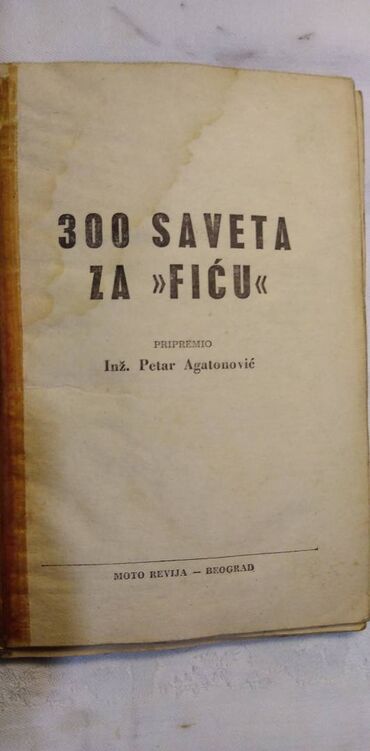 300 SAVETA
ZA »FIĆU«
PRIPREMIO
Inž. Petar Agatonović
MOTO REVIJA — BEOGRAD